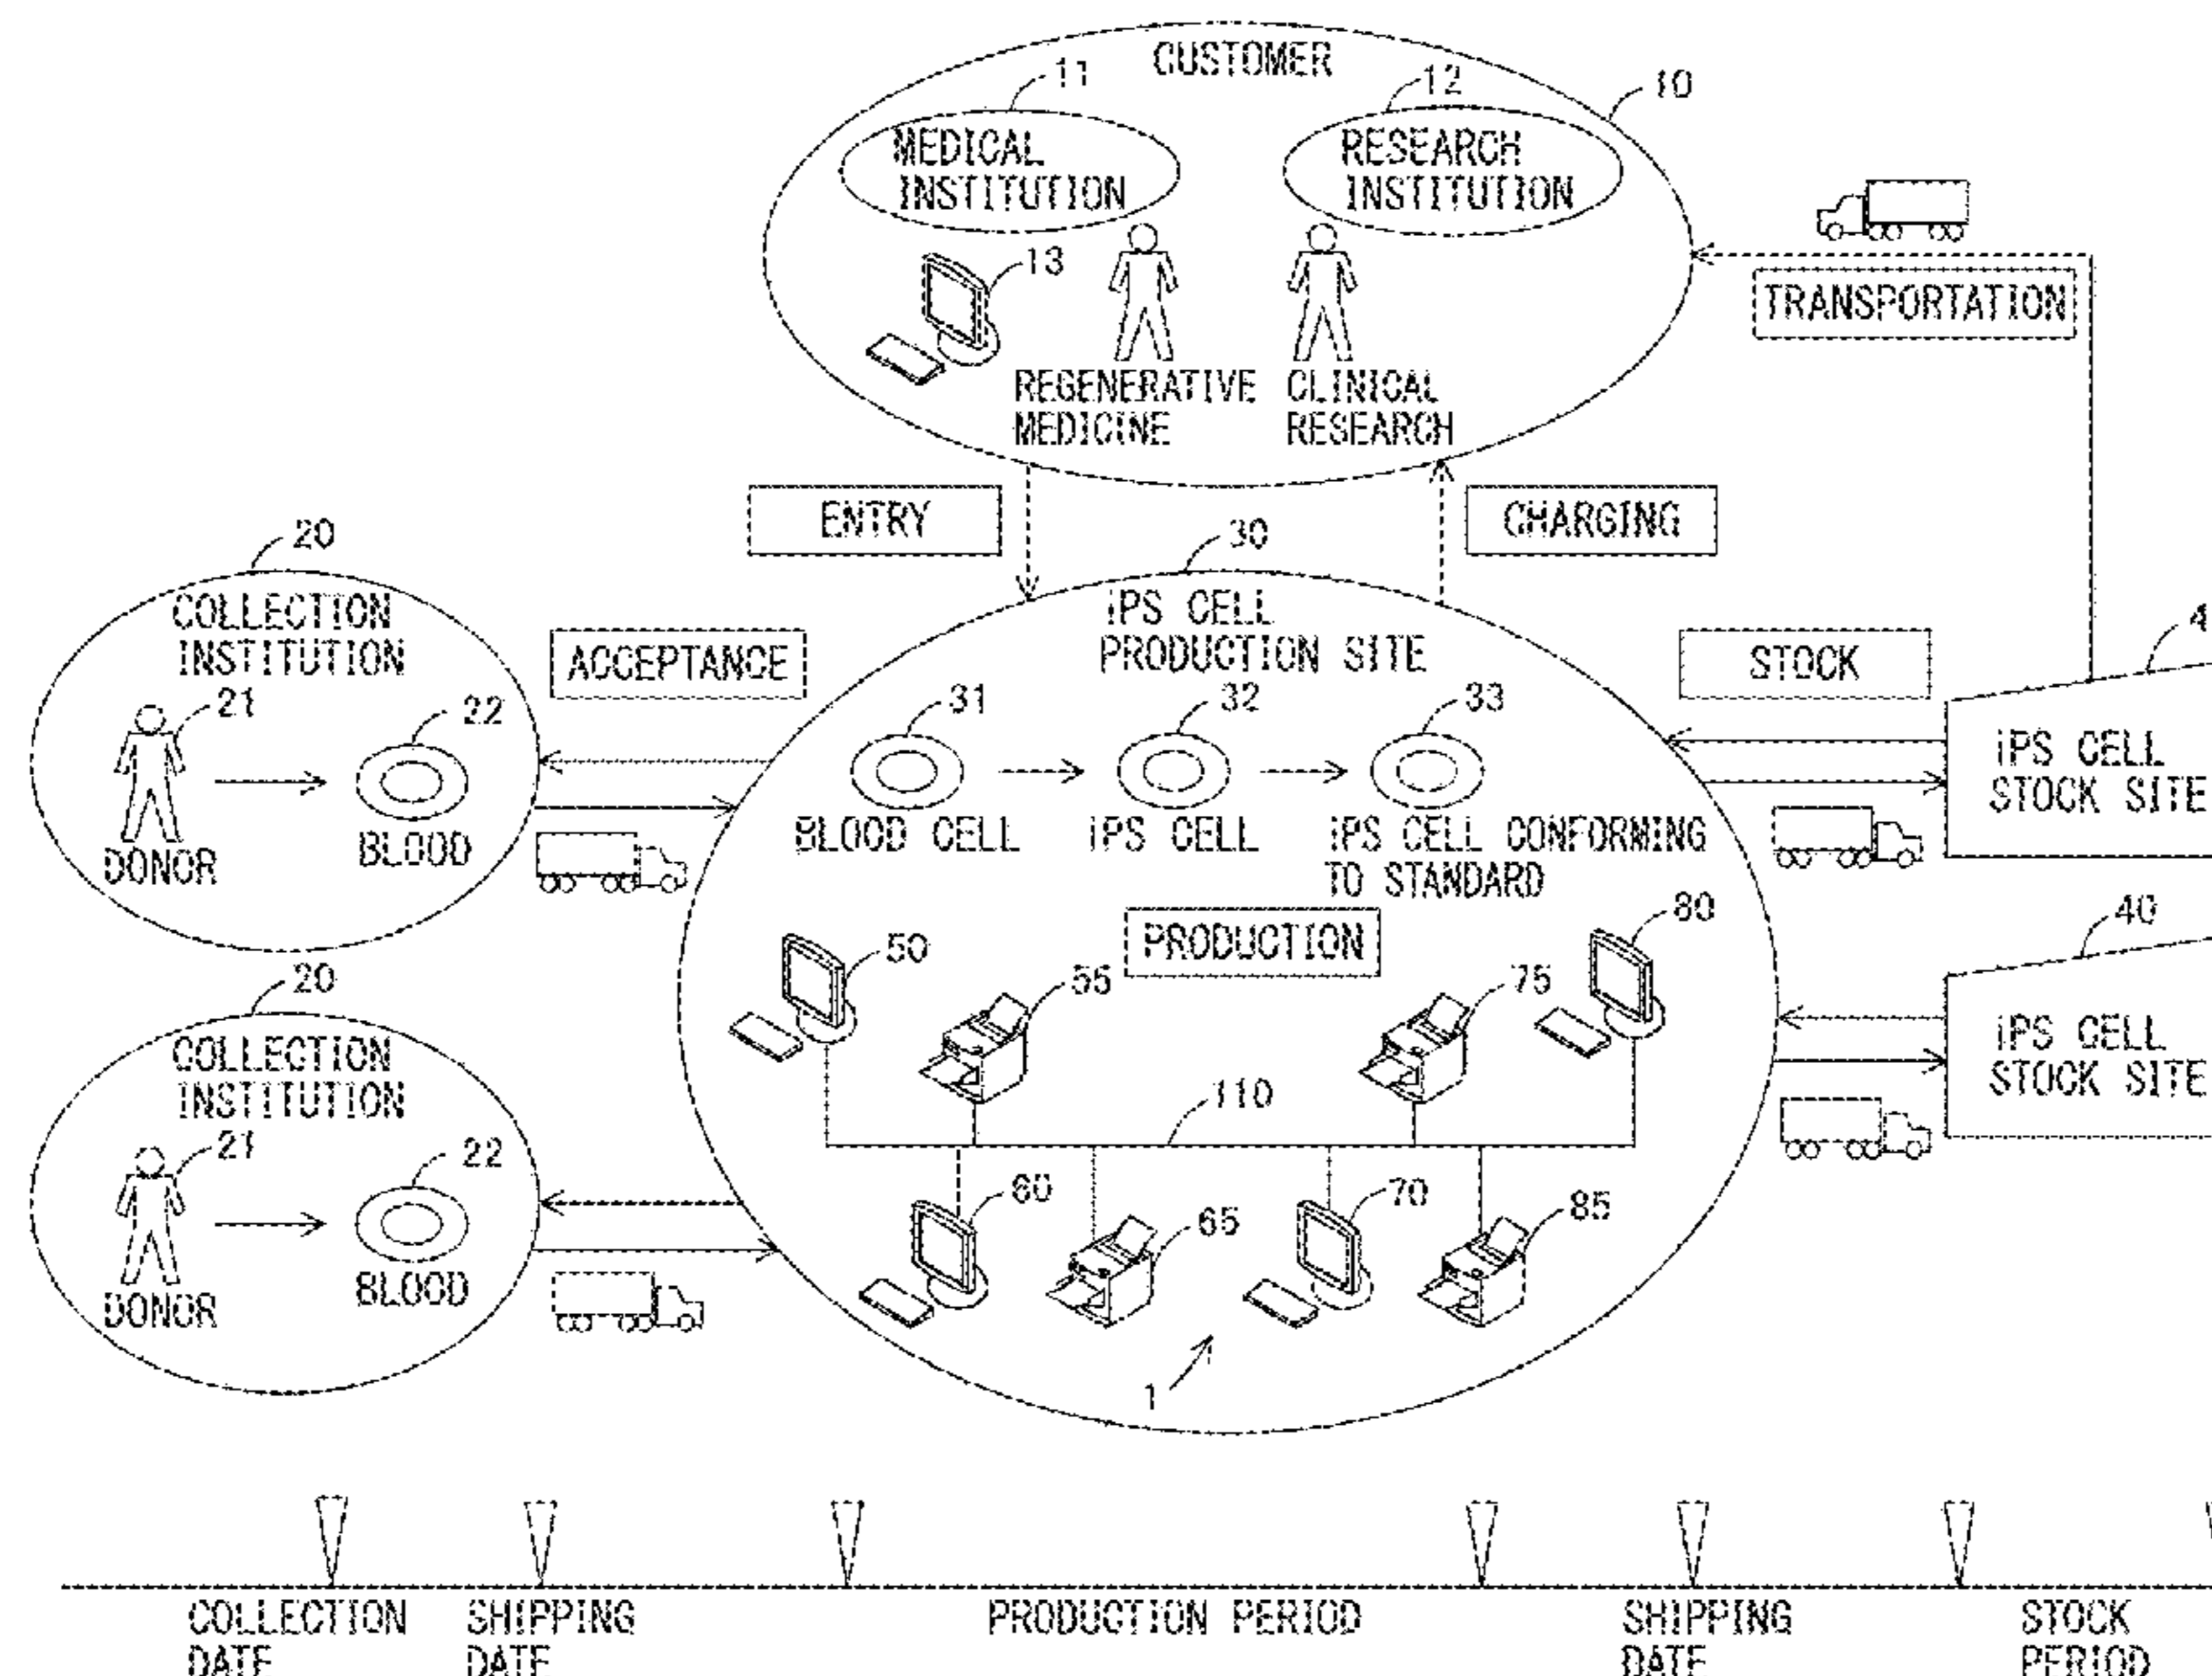 CUSTOMER
11
12
10
MEDICAL
INSTITUTION
RESEARCH
INSTITUTION
13
TRANSPORTATION
REGENERATIVE
MEDICINE
CLINICAL
RESEARCH
ENTRY
CHARGING
20
30
COLLECTION
INSTITUTION
ACCEPTANCE
iPS CELL
PRODUCTION SITE
STOCK
4
21
22
31
32
33
iPS CELL
STOCK SITE
DONOR
BLOOD
BLOOD CELL
iPS CELL
iPS CELL CONFORMING
TO STANDARD
PRODUCTION
50
55
75
80
40
20
COLLECTION
INSTITUTION
iPS CELL
STOCK SITE
110
21
22
60
65
70
85
DONOR
BLOOD
1
COLLECTION
DATE
SHIPPING
DATE
PRODUCTION PERIOD
SHIPPING
DATE
STOCK
PERIOD